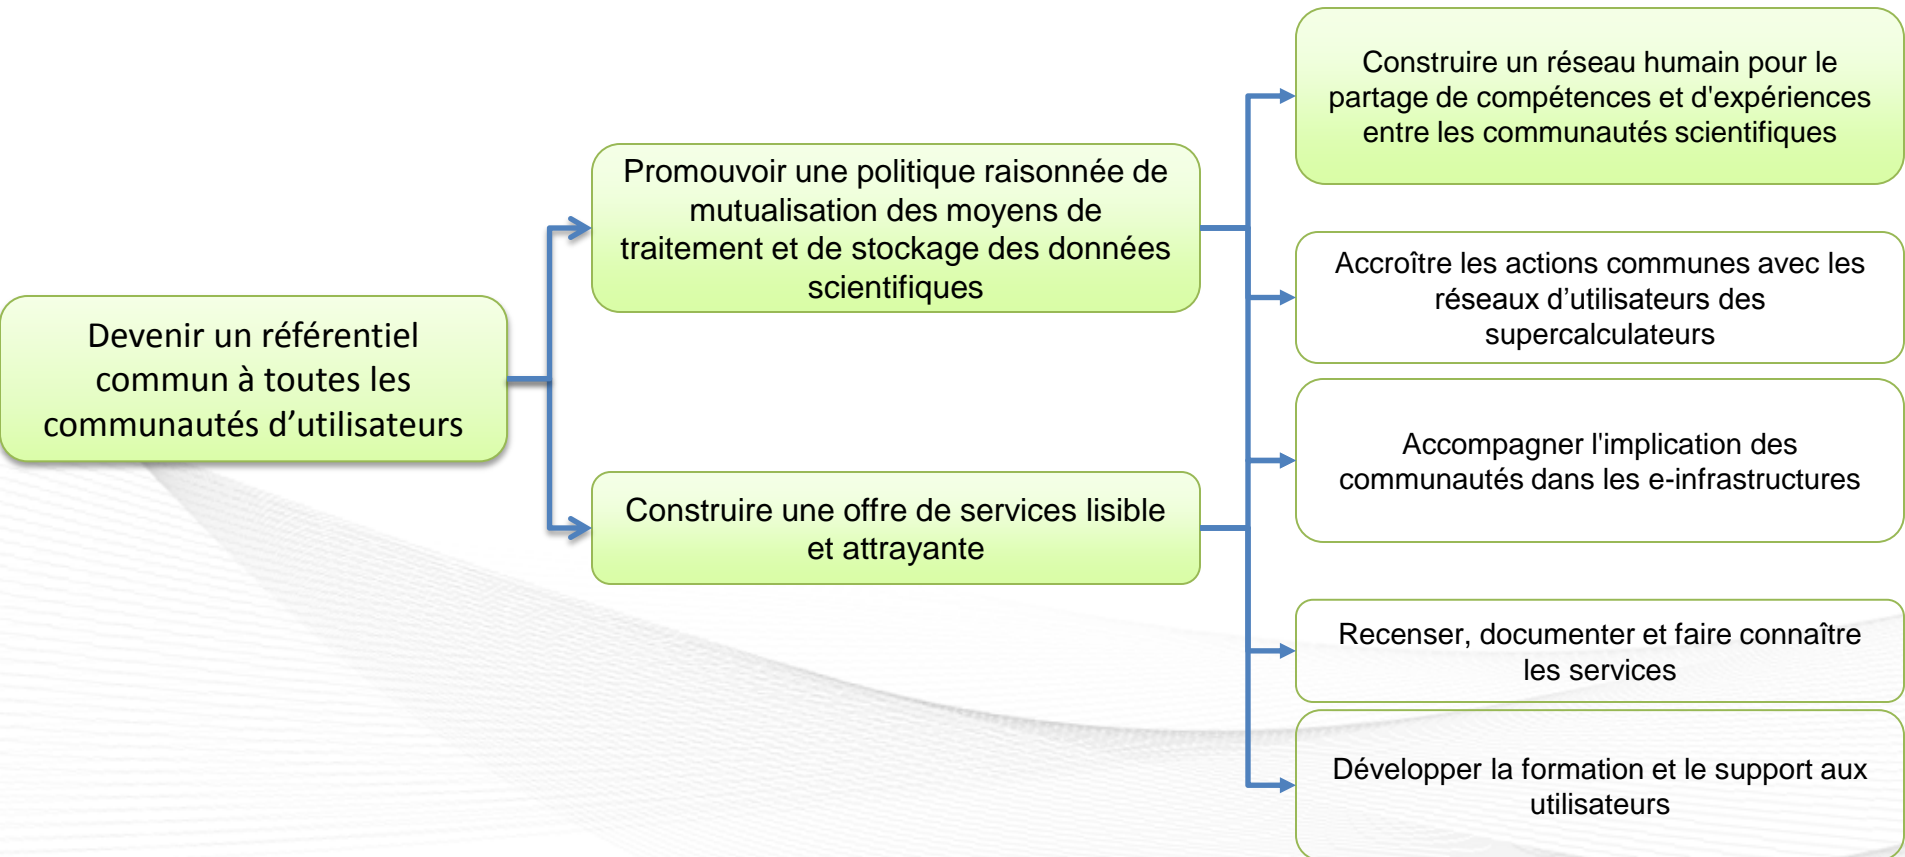 Devenir un référentiel
commun à toutes les
communautés d’utilisateurs
Promouvoir une politique raisonnée de
mutualisation des moyens de
traitement et de stockage des données
scientifiques
Construire une offre de services lisible
et attrayante
Construire un réseau humain pour le
partage de compétences et d'expériences
entre les communautés scientifiques
Accroître les actions communes avec les
réseaux d’utilisateurs des
supercalculateurs
Accompagner l'implication des
communautés dans les e-infrastructures
Recenser, documenter et faire connaître
les services
Développer la formation et le support aux
utilisateurs